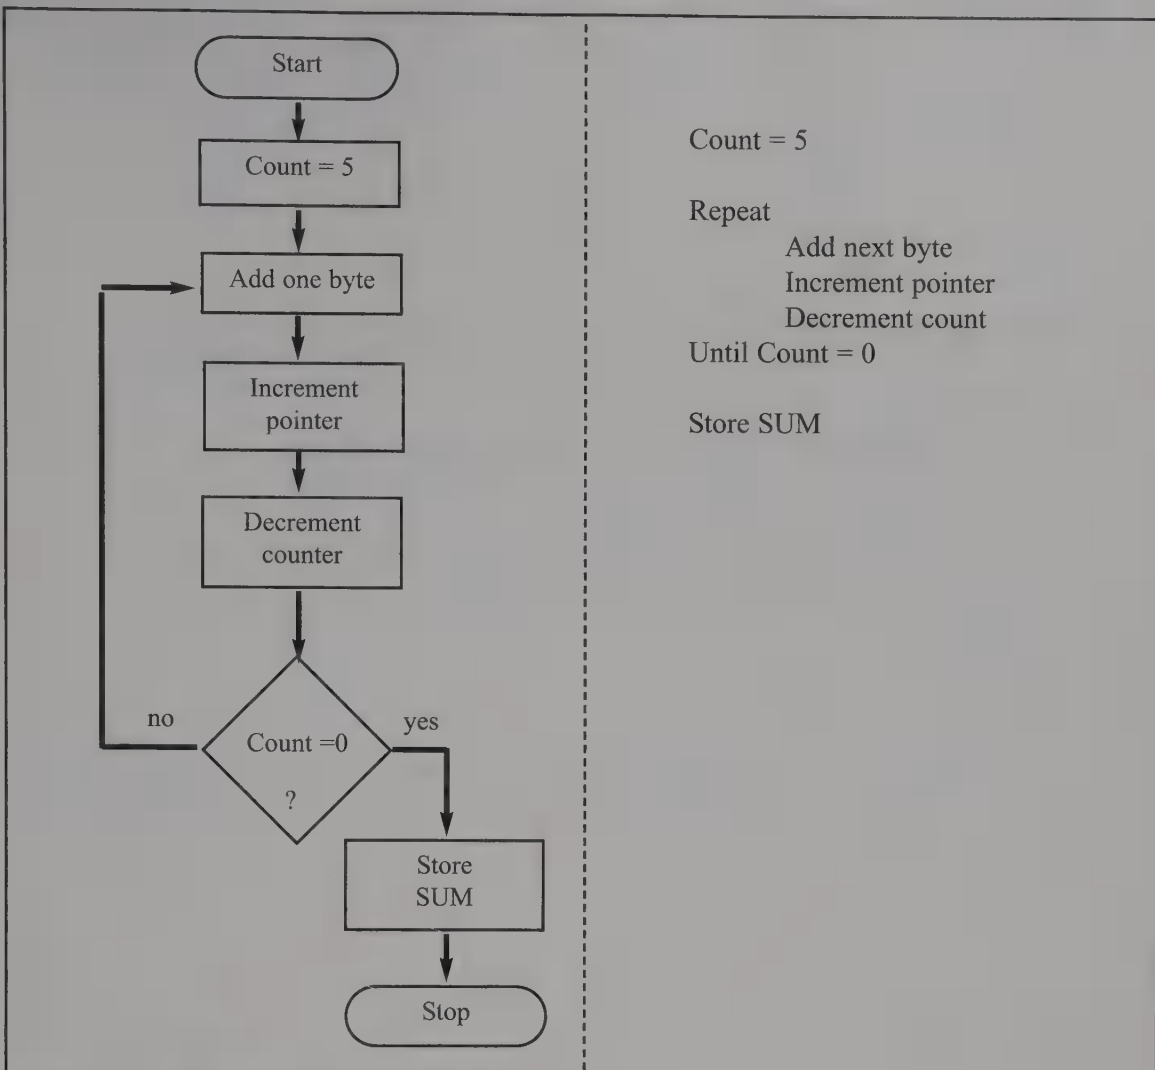 Start
Count = 5
Add one byte
Increment
pointer
Decrement
counter
no
yes
Count =0
?
Store
SUM
Stop
Count = 5
Repeat
Add next byte
Increment pointer
Decrement count
Until Count = 0
Store SUM